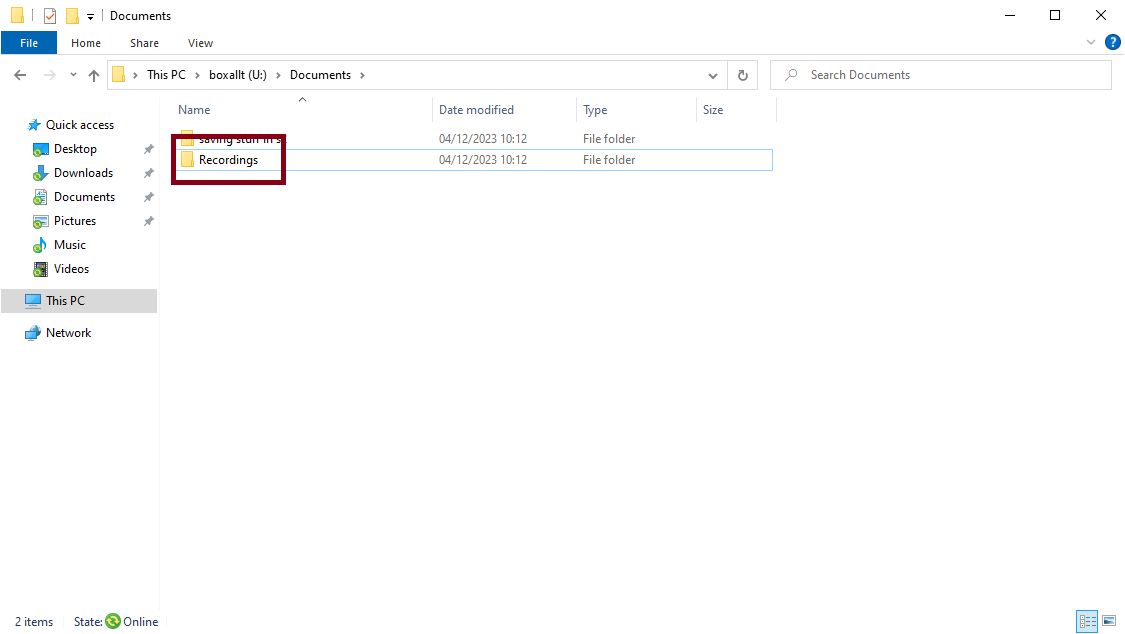 Documents
File Home Share View
This PC boxallt (U:) Documents Search Documents
Name Date modified Type Size
saving stuff in 04/12/2023 10:12 File folder
Recordings 04/12/2023 10:12 File folder
Quick access
Desktop
Downloads
Documents
Pictures
Music
Videos
This PC
Network
2 items State: Online